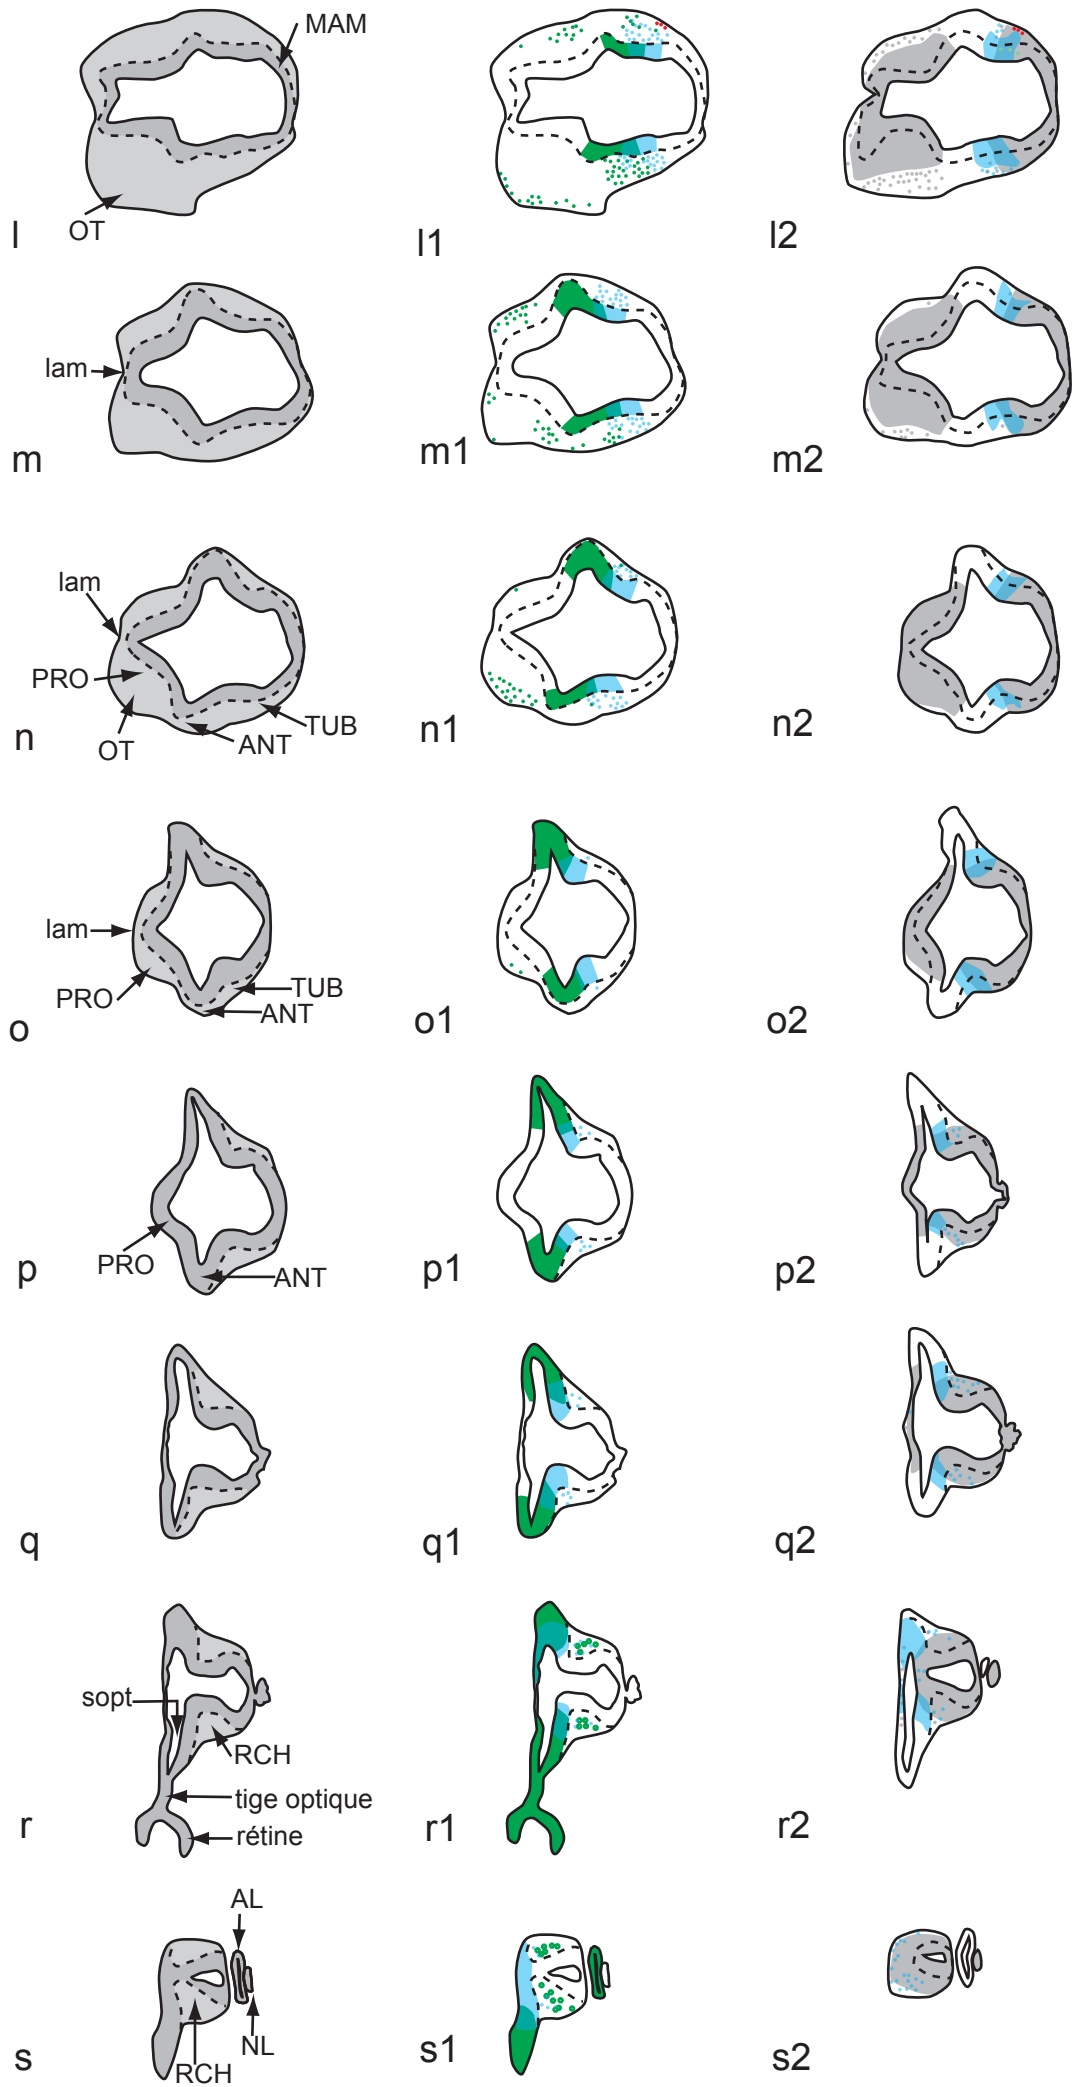 MAM
OT
l
l1
l2
lam
m
m1
m2
lam
PRO
OT
ANT
TUB
n
n1
n2
lam
PRO
TUB
ANT
o
o1
o2
PRO
ANT
p
p1
p2
q
q1
q2
sopt
RCH
tige optique
rétine
r
r1
r2
AL
NL
RCH
s
s1
s2